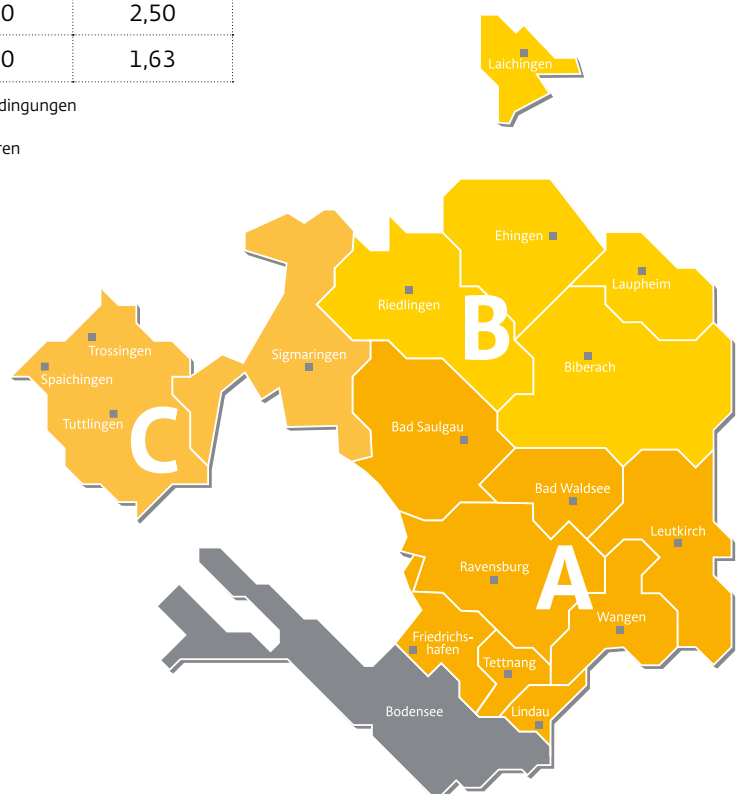 0 2,50
0 1,63
dingungen
ren
Laichingen
Ehingen
Laupheim
Riedlingen
B
Trossingen
Sigmaringen
Biberach
Spaichingen
Tuttlingen
C
Bad Saulgau
Bad Waldsee
Leutkirch
Ravensburg
A
Wangen
Friedrichs-
hafen
Tettnang
Bodensee
Lindau